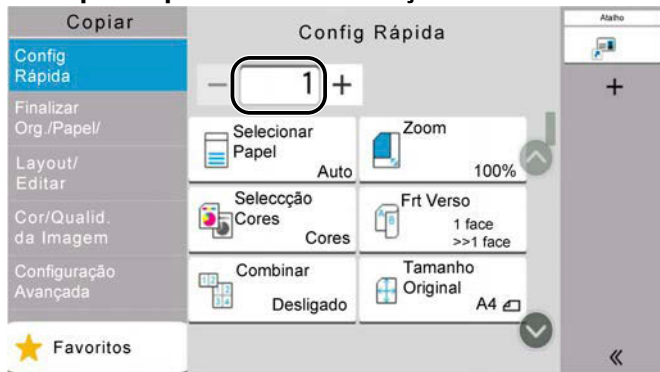 Copiar
Config Rápida
Atalho
Config
Rápida
Finalizar
Org./Papel/
Layout/
Editar
Cor/Qualid.
da Imagem
Configuração
Avançada
Favoritos
1
Selecionar
Papel
Auto
Zoom
100%
Seleccção
Cores
Cores
Frt Verso
1 face
>>1 face
Combinar
Desligado
Tamanho
Original
A4